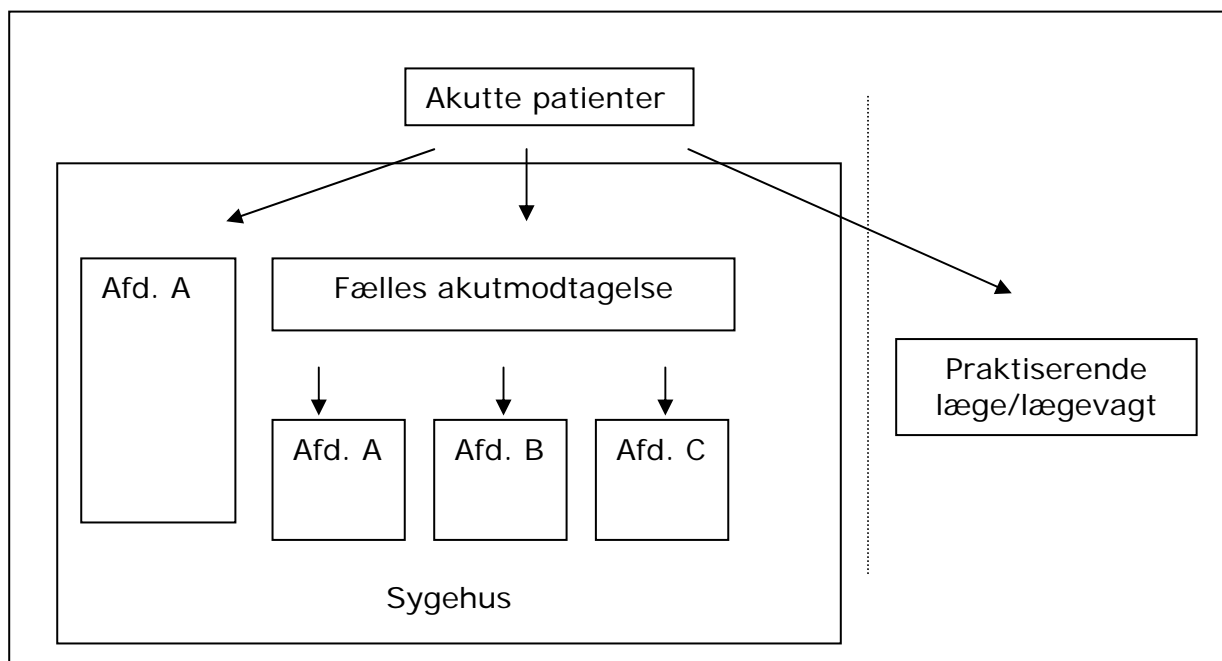 Akutte patienter
Afd. A
Fælles akutmodtagelse
Praktiserende
læge/lægevagt
Afd. A
Afd. B
Afd. C
Sygehus